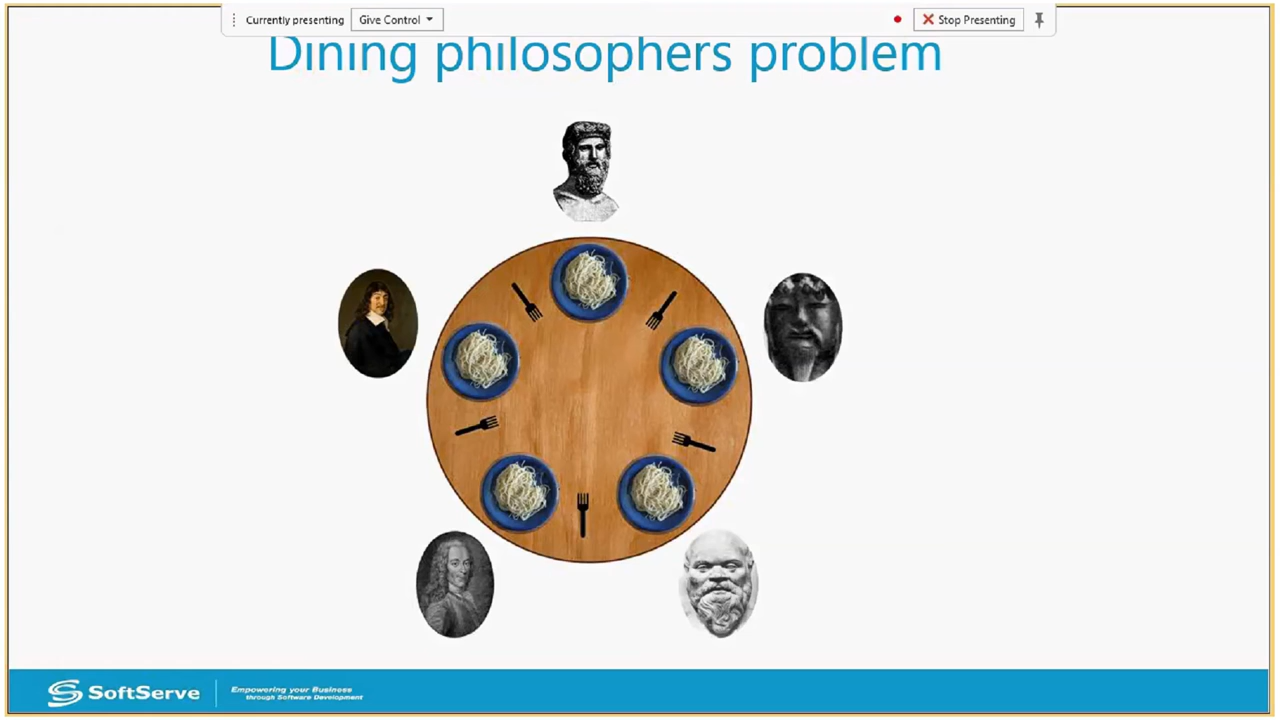 Currently presenting
Give Control
Stop Presenting
Dining philosophers problem
SoftServe
Empowering your Business
through Software Development